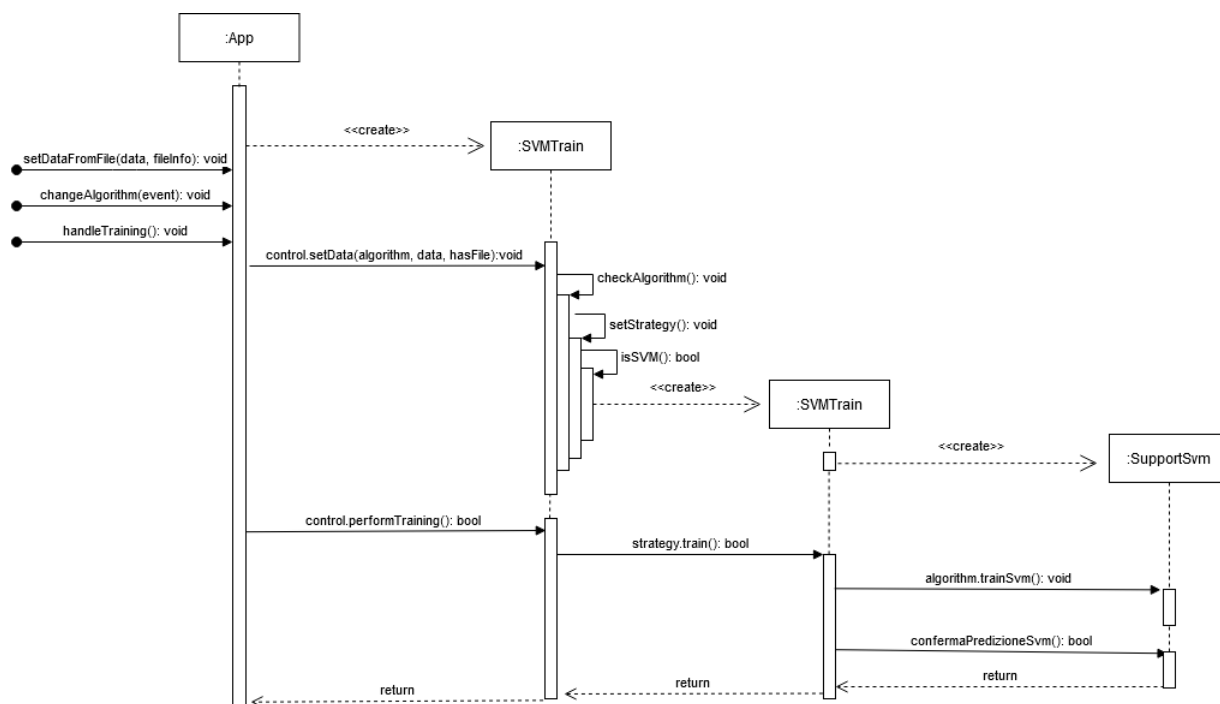 :App
<<create>>
:SVMTrain
setDataFromFile(data, fileInfo): void
changeAlgorithm(event): void
handleTraining(): void
control.setData(algorithm, data, hasFile):void
checkAlgorithm(): void
setStrategy(): void
isSVM(): bool
<<create>>
:SVMTrain
<<create>>
:SupportSvm
control.performTraining(): bool
strategy.train(): bool
algorithm.trainSvm(): void
confermaPredizioneSvm(): bool
return
return
return